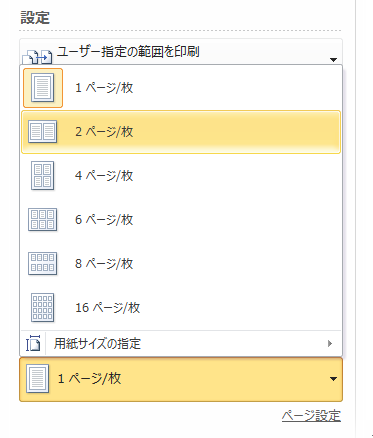 設定
ユーザー指定の範囲を印刷
1 ページ/枚
2 ページ/枚
4 ページ/枚
6 ページ/枚
8 ページ/枚
16 ページ/枚
用紙サイズの指定
1 ページ/枚
ページ設定